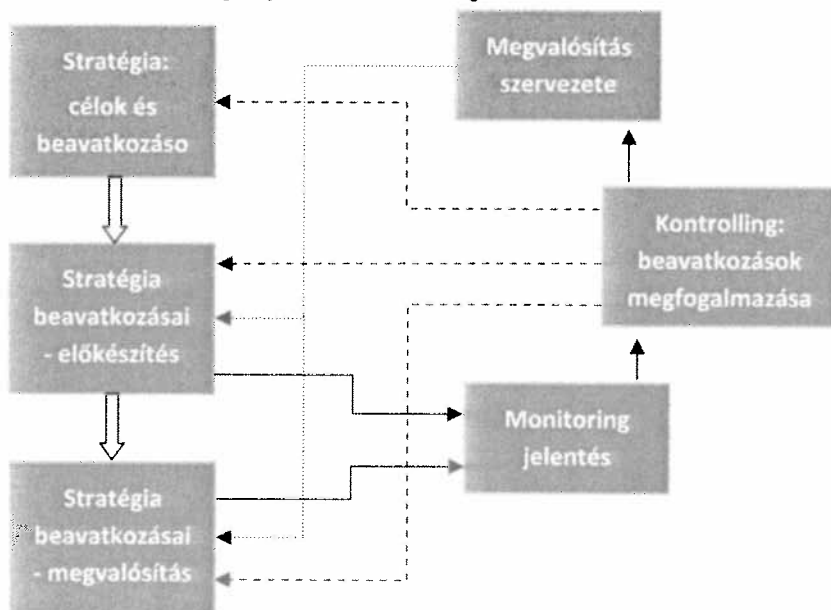 Stratégia:
célok és
beavatkozáso
Megvalósítás
szervezete
Kontrolling:
beavatkozások
megfogalmazása
Stratégia
beavatkozásai
- előkészítés
Monitoring
jelentés
Stratégia
beavatkozásai
- megvalósítás